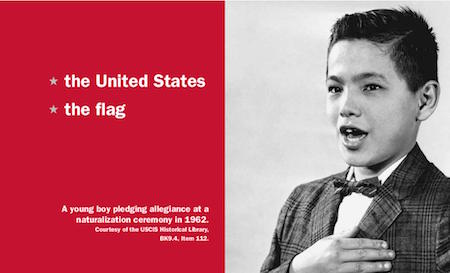 ★ the United States
★ the flag
A young boy pledging allegiance at a
naturalization ceremony in 1962.
Courtesy of the USCIS Historical Library,
BK9.4, Item 112.